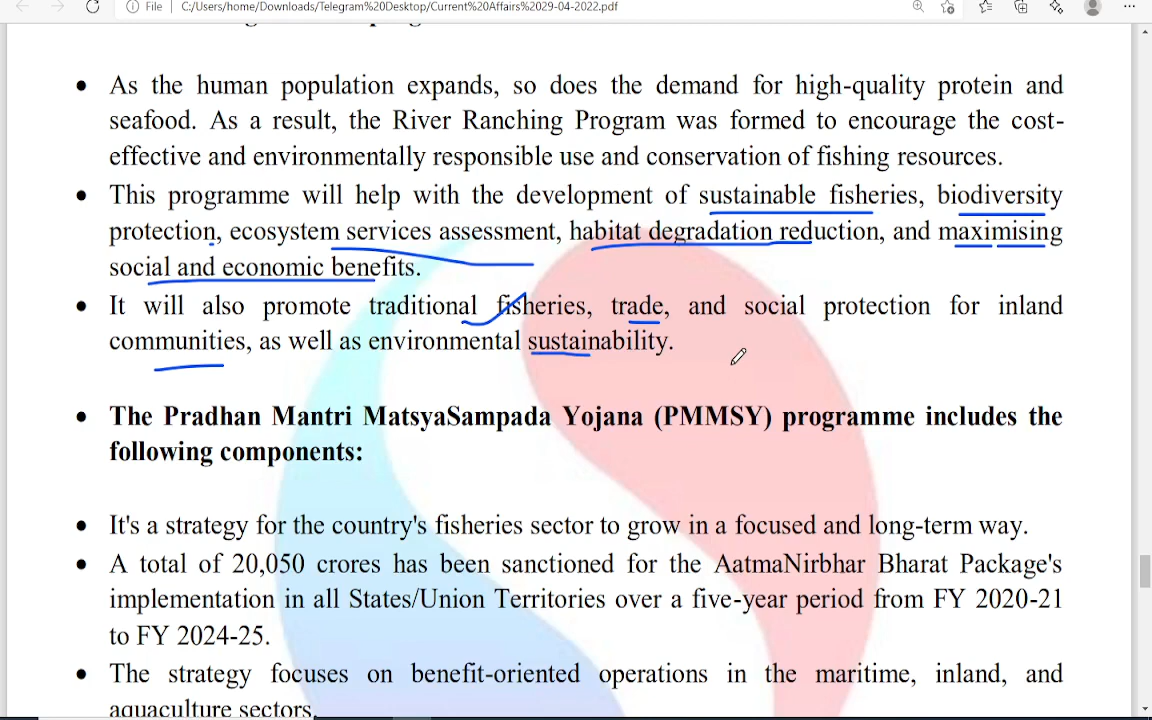 File | C:/Users/home/Downloads/Telegram%20Desktop/Current%20Affairs%2029-04-2022.pdf
• As the human population expands, so does the demand for high-quality protein and
seafood. As a result, the River Ranching Program was formed to encourage the cost-
effective and environmentally responsible use and conservation of fishing resources.
• This programme will help with the development of sustainable fisheries, biodiversity
protection, ecosystem services assessment, habitat degradation reduction, and maximising
social and economic benefits.
• It will also promote traditional fisheries, trade, and social protection for inland
communities, as well as environmental sustainability.
• The Pradhan Mantri MatsyaSampada Yojana (PMMSY) programme includes the
following components:
• It's a strategy for the country's fisheries sector to grow in a focused and long-term way.
• A total of 20,050 crores has been sanctioned for the AatmaNirbhar Bharat Package's
implementation in all States/Union Territories over a five-year period from FY 2020-21
to FY 2024-25.
• The strategy focuses on benefit-oriented operations in the maritime, inland, and
aquaculture sectors.